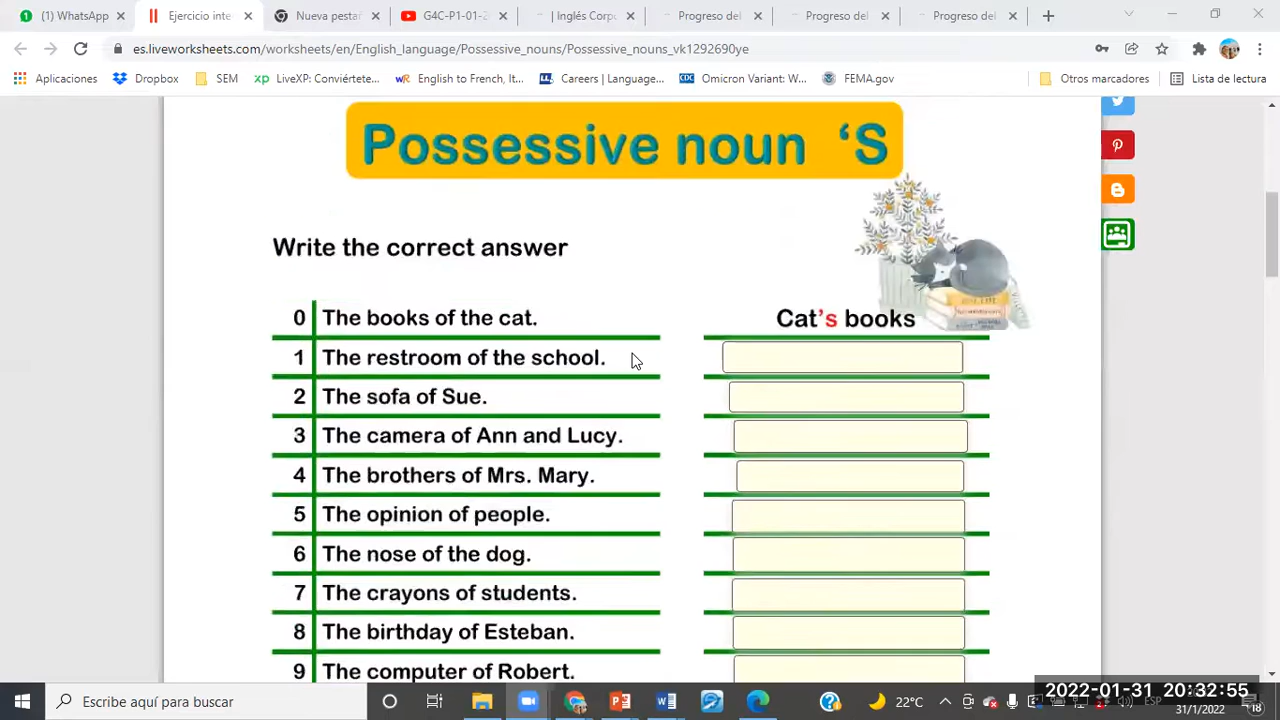 (1) WhatsApp
Ejercicio inte
Nueva pestañ
G4C-P1-01-2
| Inglés Corpo
Progreso del
Progreso del
Progreso del
es.liveworksheets.com/worksheets/en/English_language/Possessive_nouns/Possessive_nouns_vk1292690ye
Aplicaciones
Dropbox
SEM
xp LiveXP: Conviértete...
English to French, It...
Careers | Language...
CDC Omicron Variant: W...
FEMA.gov
Otros marcadores
Lista de lectura
Possessive noun ‘S
Write the correct answer
0 The books of the cat. Cat’s books
1 The restroom of the school.
2 The sofa of Sue.
3 The camera of Ann and Lucy.
4 The brothers of Mrs. Mary.
5 The opinion of people.
6 The nose of the dog.
7 The crayons of students.
8 The birthday of Esteban.
9 The computer of Robert.
Escribe aquí para buscar
22°C
ESP
2022-01-31 20:32:55
31/1/2022
18